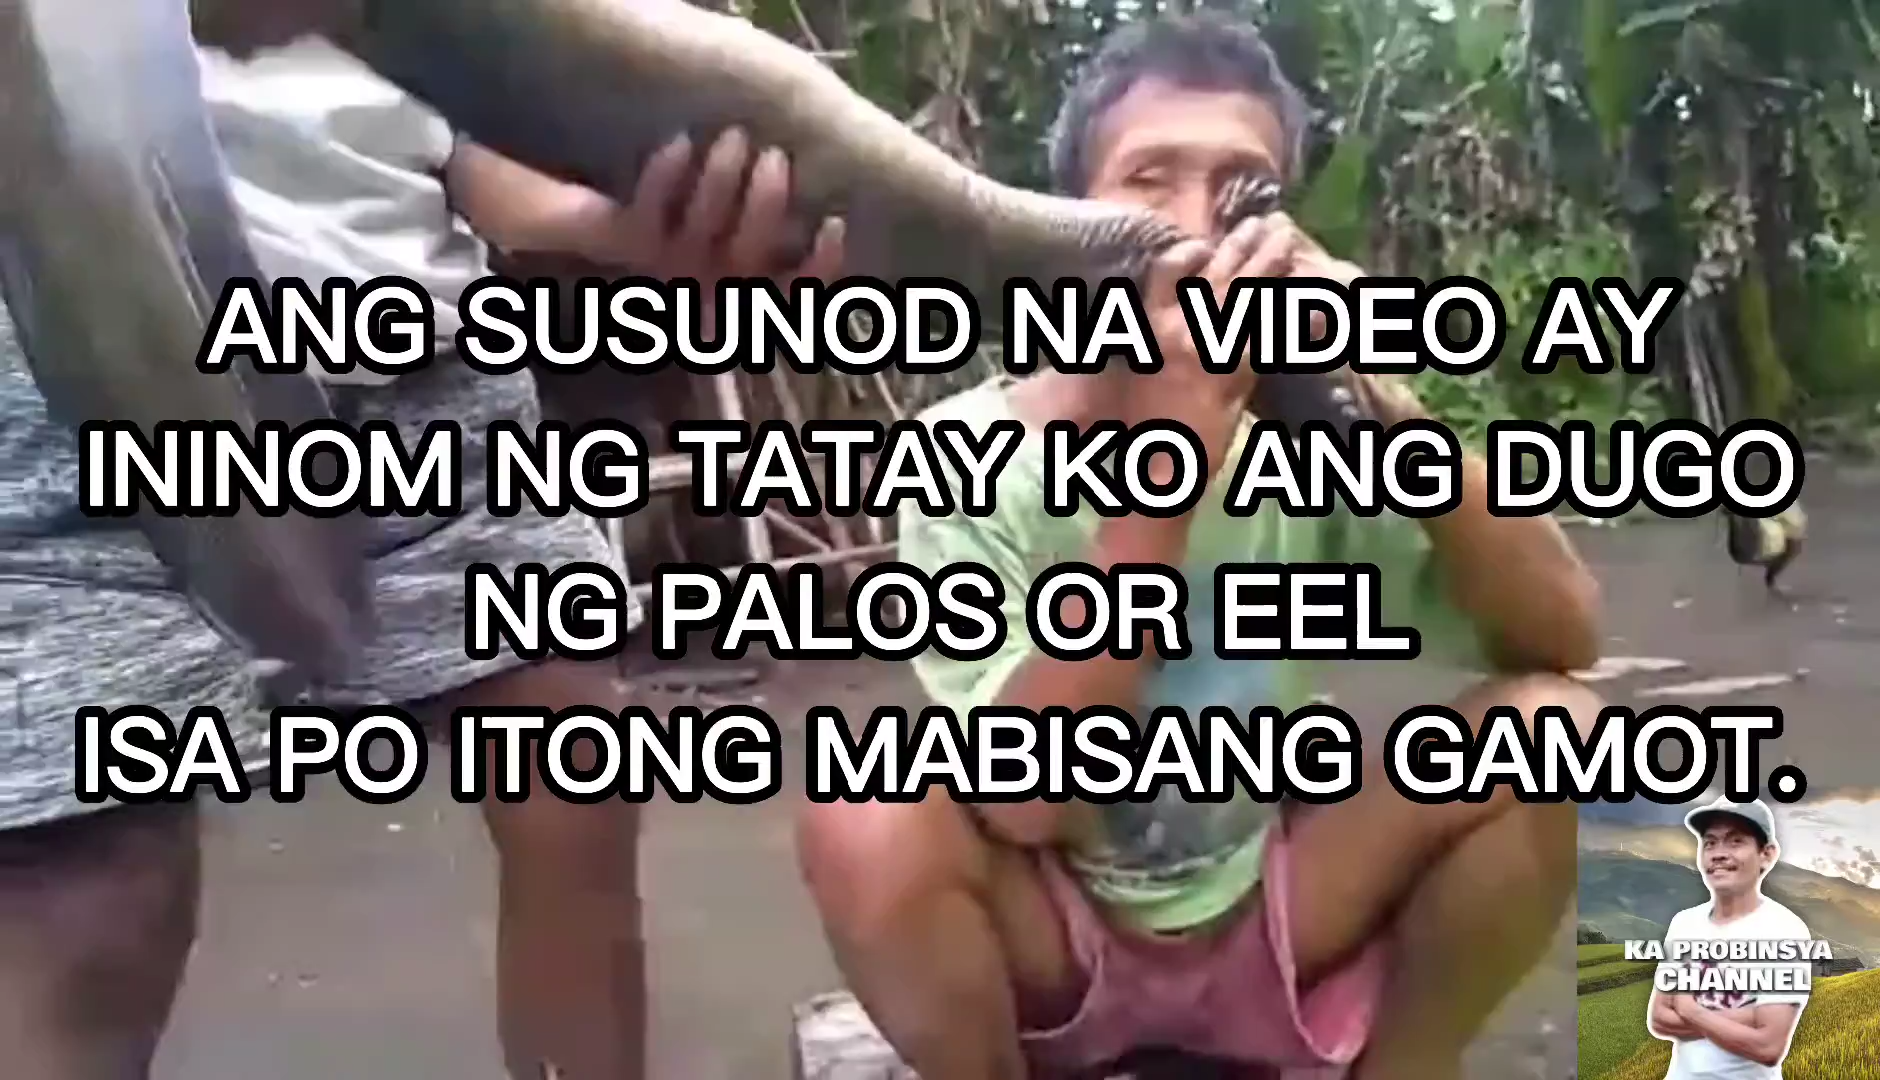 ANG SUSUNOD NA VIDEO AY
ININOM NG TATAY KO ANG DUGO
NG PALOS OR EEL
ISA PO ITONG MABISANG GAMOT.
KA PROBINSYA
CHANNEL